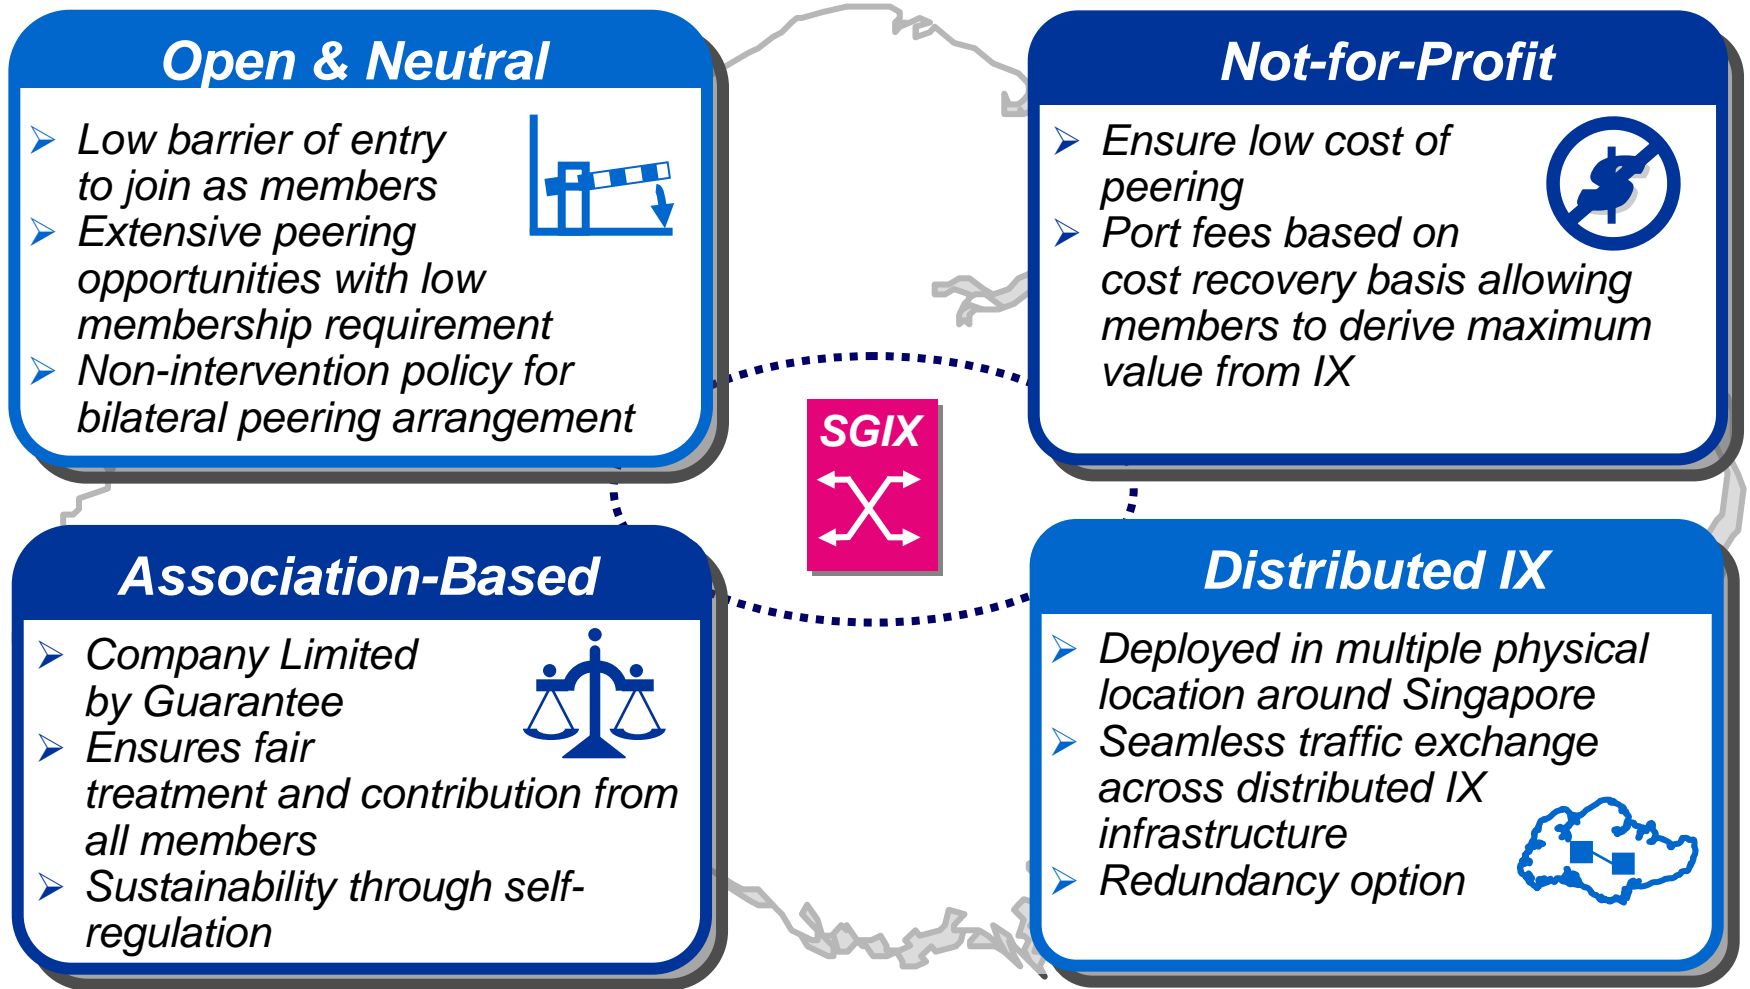 Open & Neutral
Low barrier of entry
to join as members
Extensive peering
opportunities with low
membership requirement
Non-intervention policy for
bilateral peering arrangement
Not-for-Profit
Ensure low cost of
peering
Port fees based on
cost recovery basis allowing
members to derive maximum
value from IX
SGIX
Association-Based
Company Limited
by Guarantee
Ensures fair
treatment and contribution from
all members
Sustainability through self-
regulation
Distributed IX
Deployed in multiple physical
location around Singapore
Seamless traffic exchange
across distributed IX
infrastructure
Redundancy option